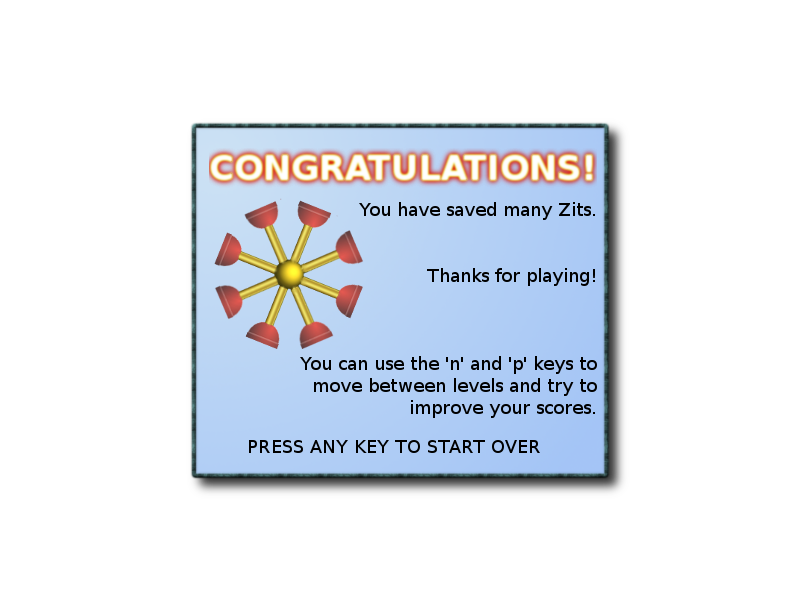 CONGRATULATIONS!
You have saved many Zits.
Thanks for playing!
You can use the 'n' and 'p' keys to
move between levels and try to
improve your scores.
PRESS ANY KEY TO START OVER